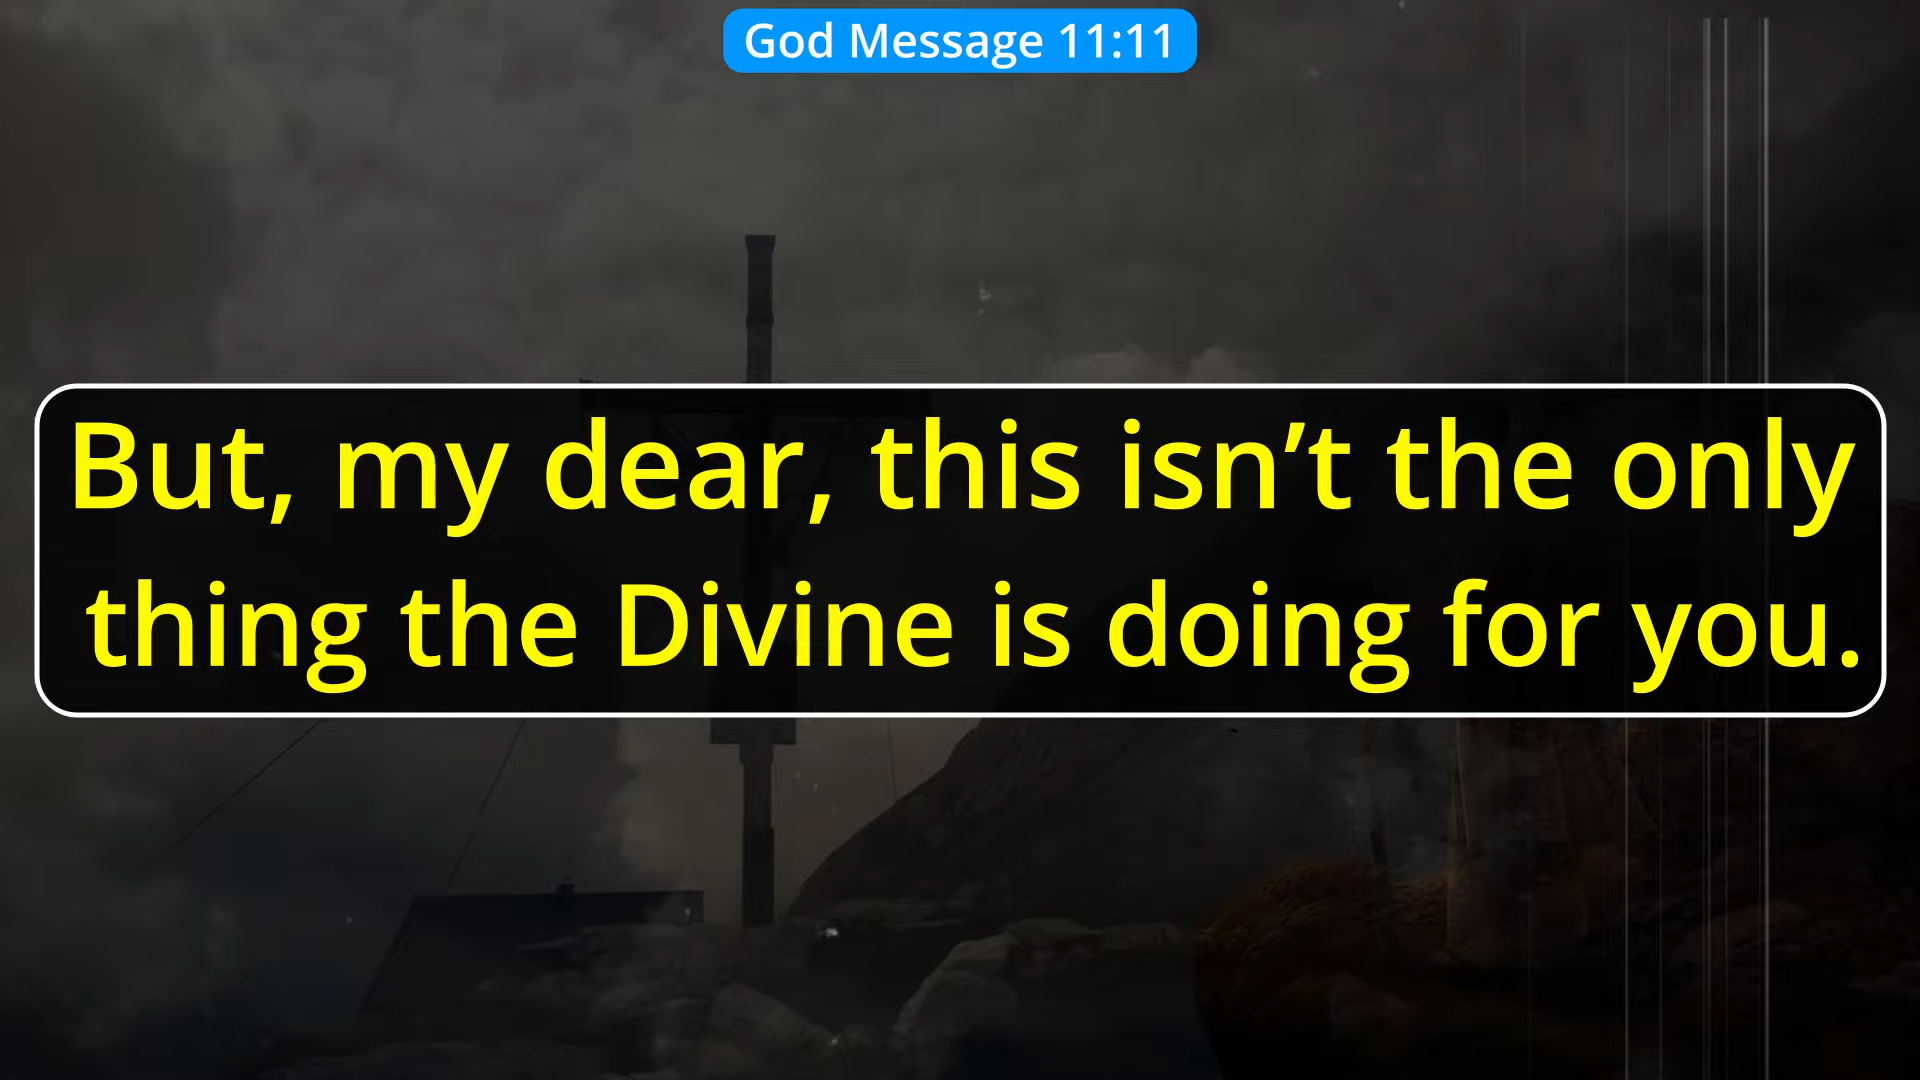 God Message 11:11
But, my dear, this isn’t the only
thing the Divine is doing for you.